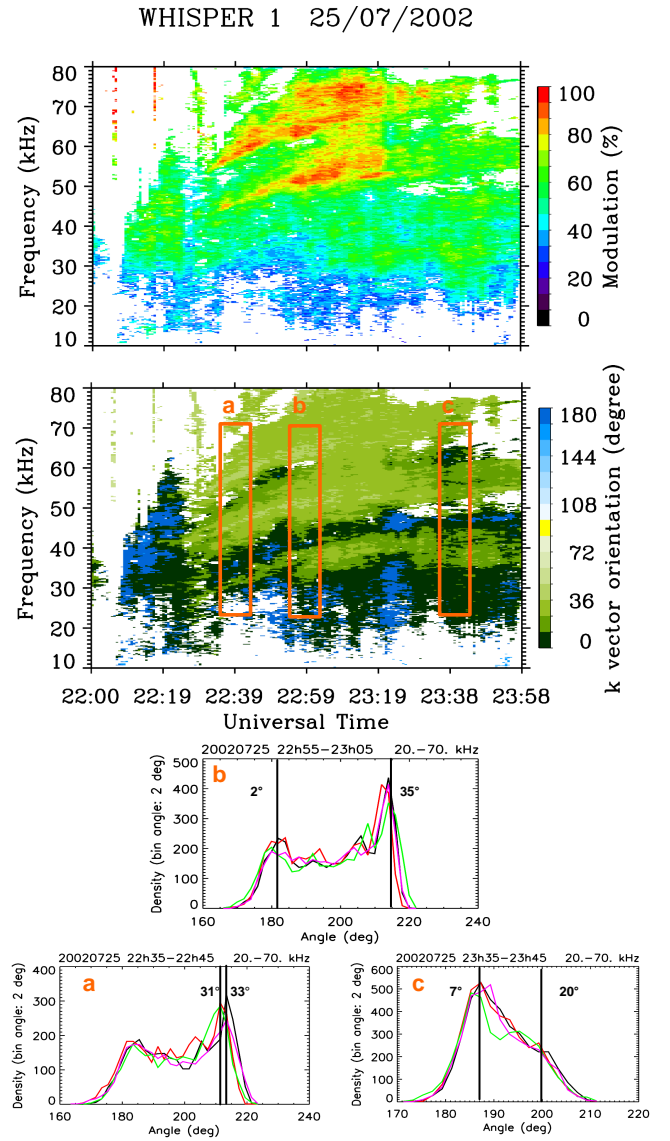 WHISPER 1 25/07/2002
80
70
60
50
40
30
20
10
Frequency (kHz)
100
80
60
40
20
0
Modulation (%)
80
70
60
50
40
30
20
10
Frequency (kHz)
a
b
c
180
144
108
72
36
0
k vector orientation (degree)
22:00 22:19 22:39 22:59 23:19 23:38 23:58
Universal Time
20020725 22h55-23h05 20.-70. kHz
b
500
400
300
200
100
0
Density (bin angle: 2 deg)
2°
35°
160 180 200 220 240
Angle (deg)
20020725 22h35-22h45 20.-70. kHz
a
400
300
200
100
0
Density (bin angle: 2 deg)
31° 33°
160 180 200 220 240
Angle (deg)
20020725 23h35-23h45 20.-70. kHz
c
500
400
300
200
100
0
Density (bin angle: 2 deg)
7°
20°
170 180 190 200 210 220
Angle (deg)